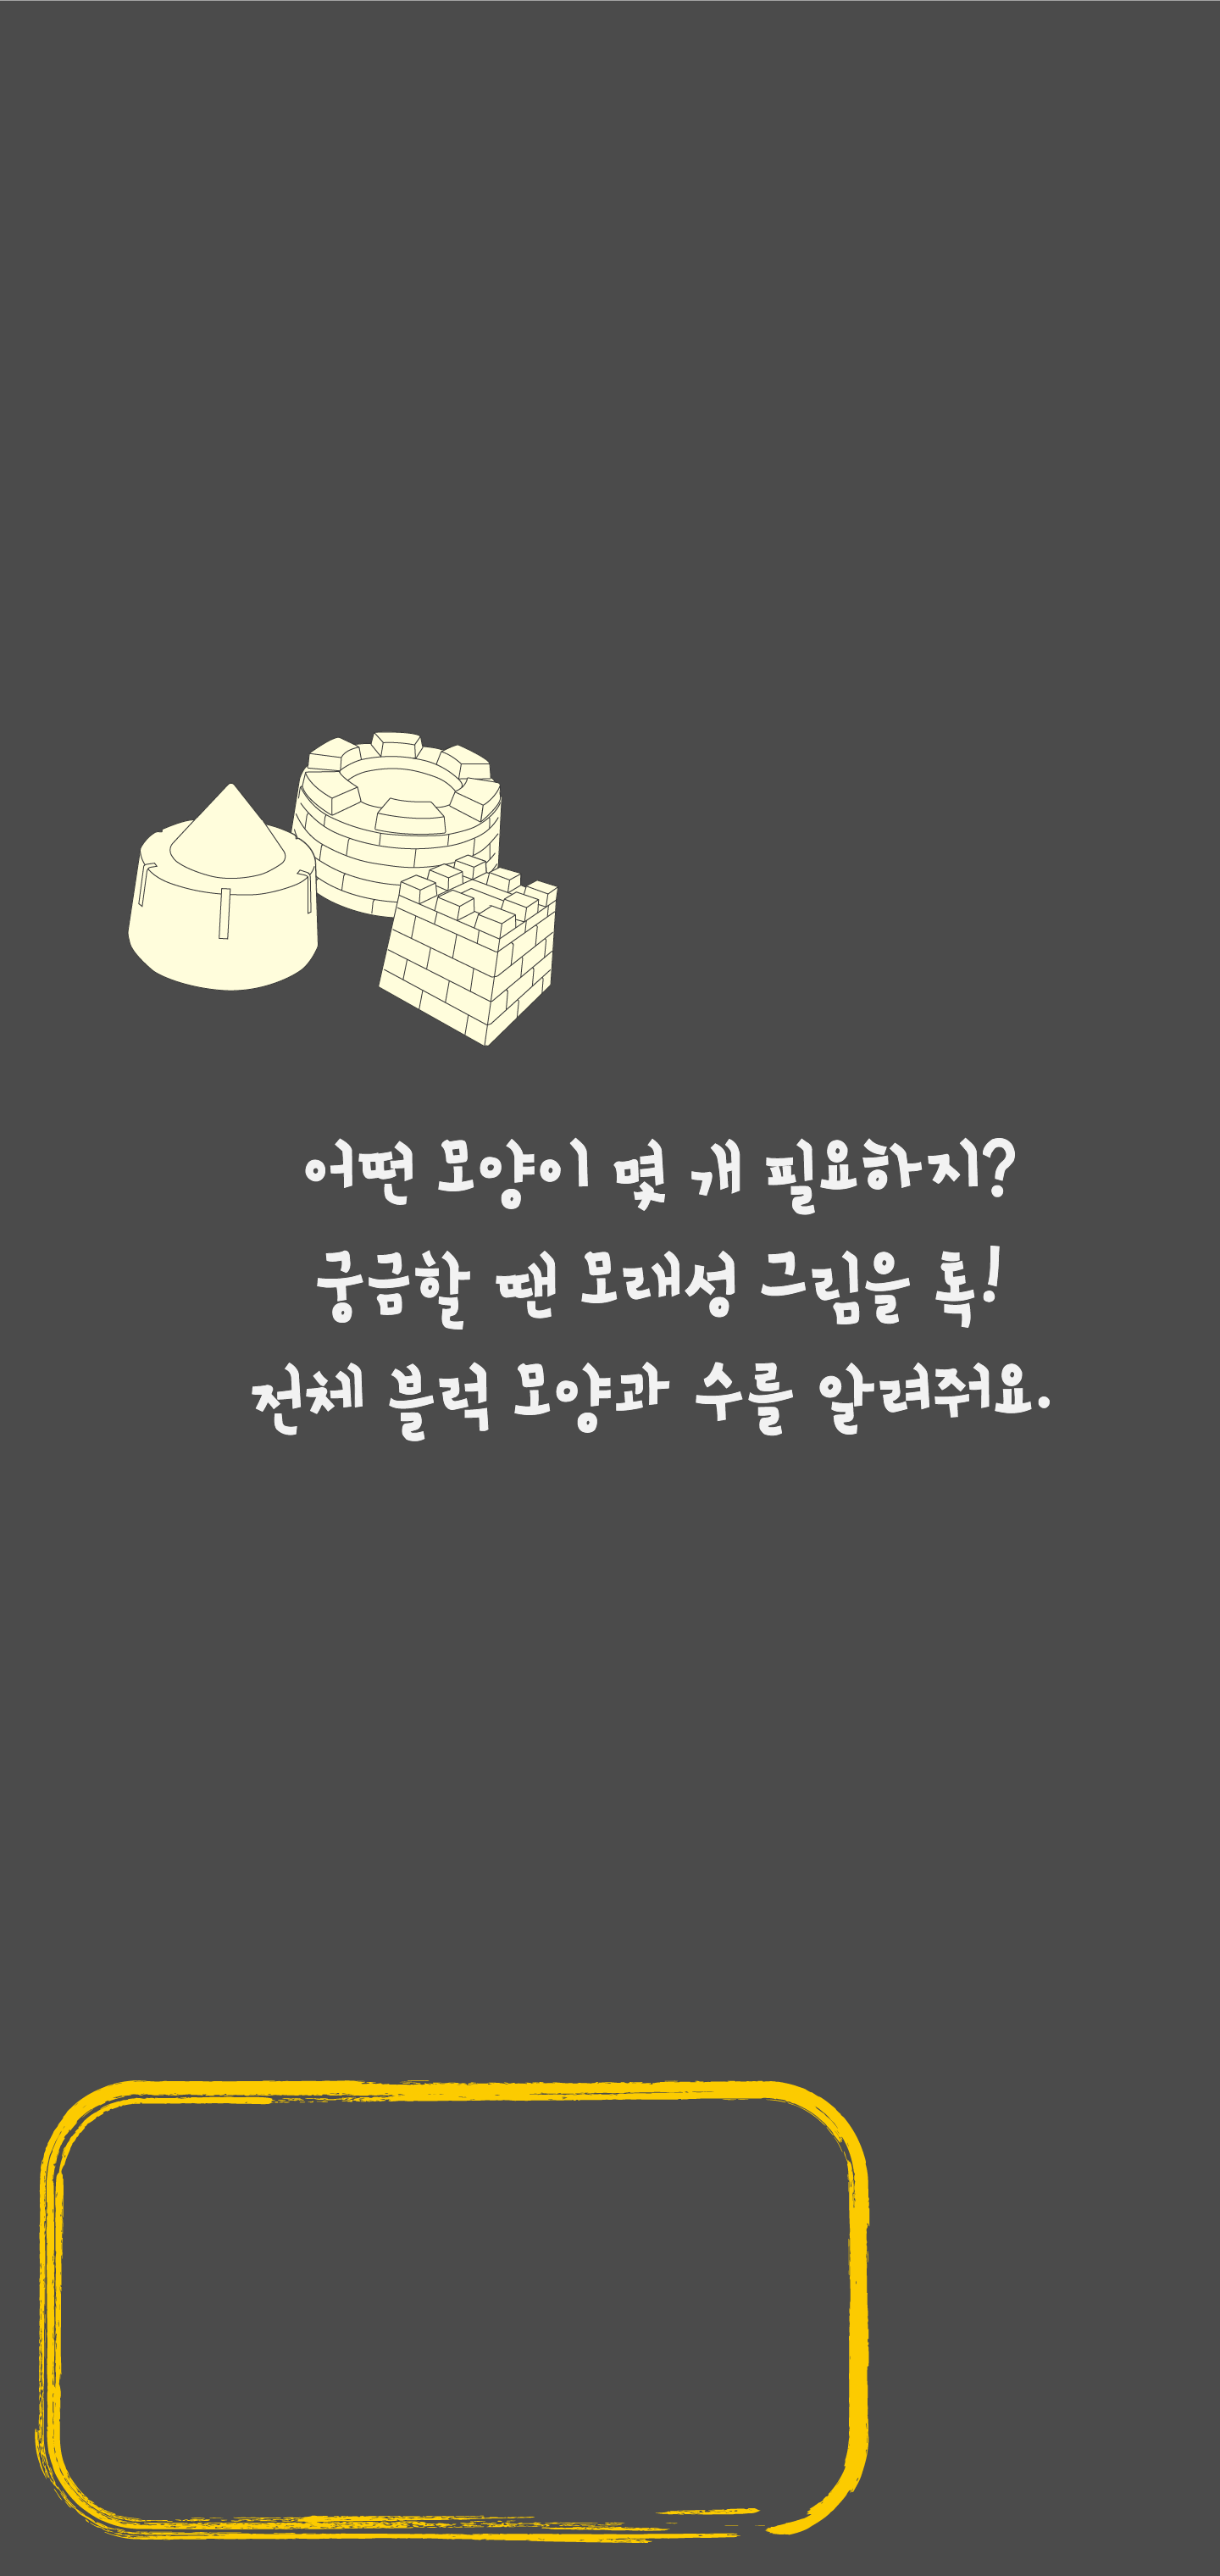 어떤 모양이 몇 개 필요하지?
궁금할 땐 모래성 그림을 톡!
전체 블럭 모양과 수를 알려줘요.